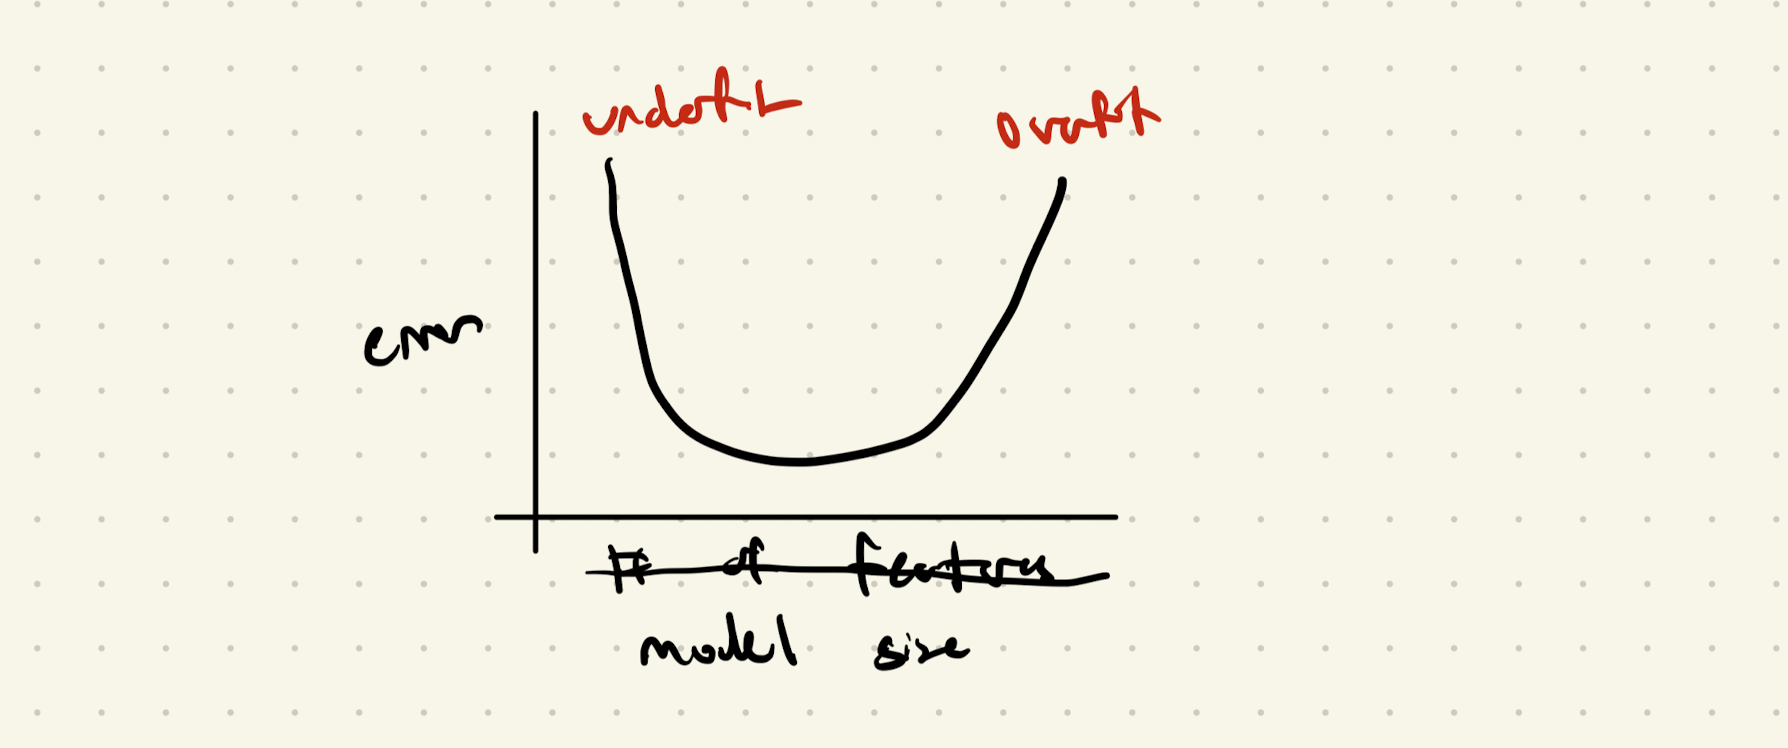 underfit overfit
error
# of features
model size